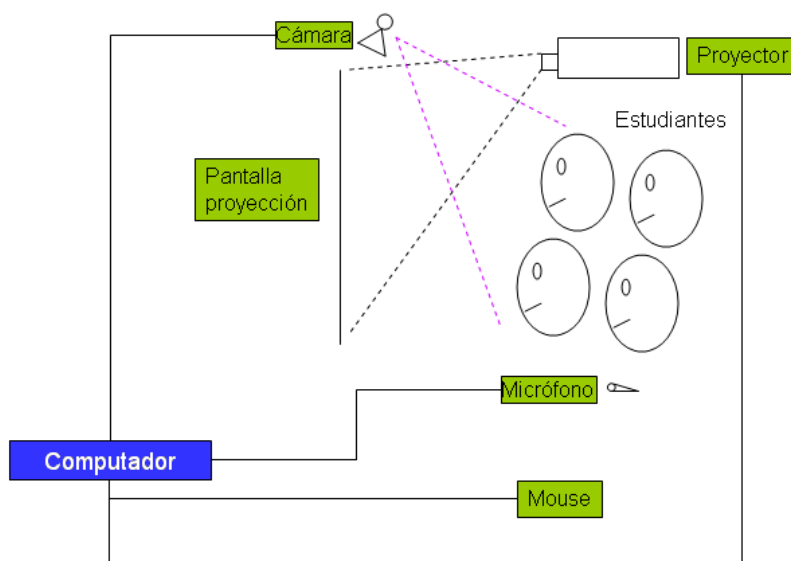 Cámara
Proyector
Estudiantes
Pantalla
proyección
Micrófono
Computador
Mouse